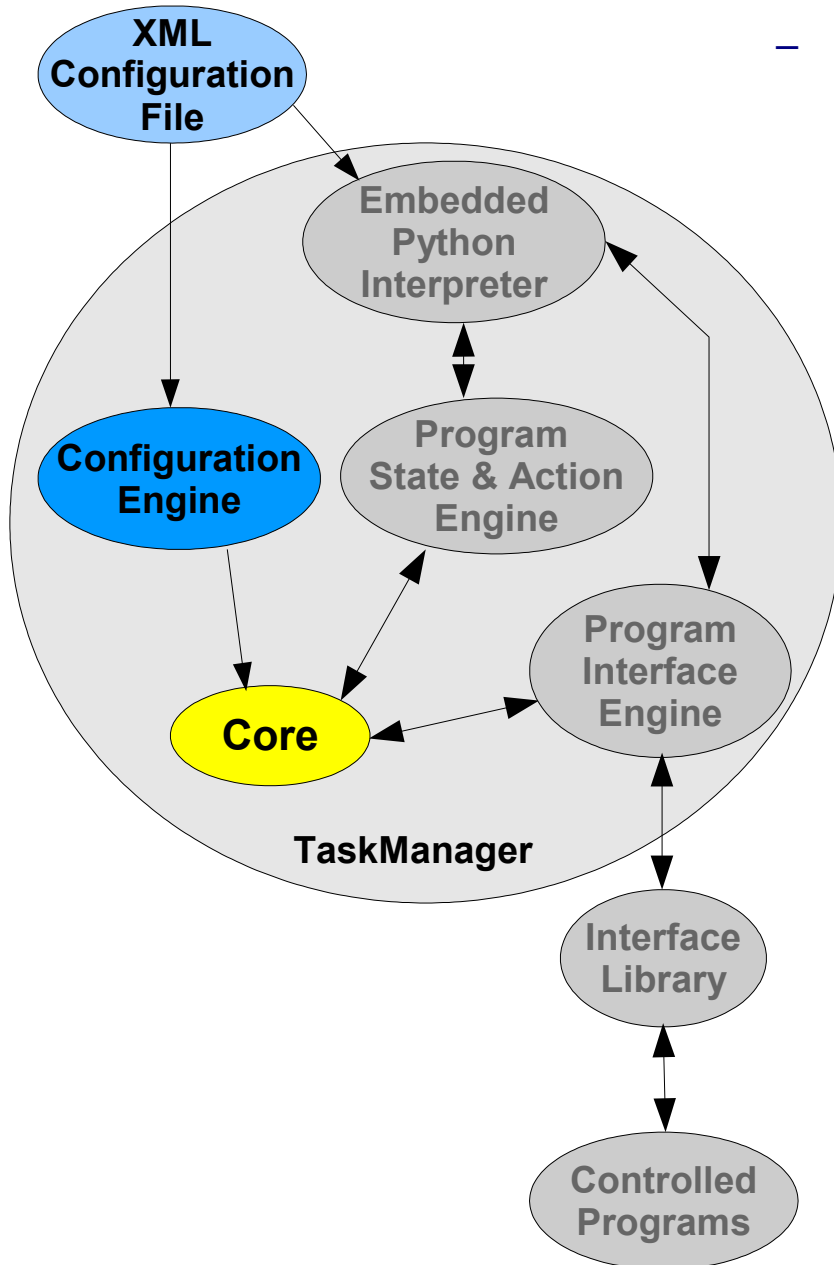 XML
Configuration
File
Embedded
Python
Interpreter
Configuration
Engine
Program
State & Action
Engine
Program
Interface
Engine
Core
TaskManager
Interface
Library
Controlled
Programs